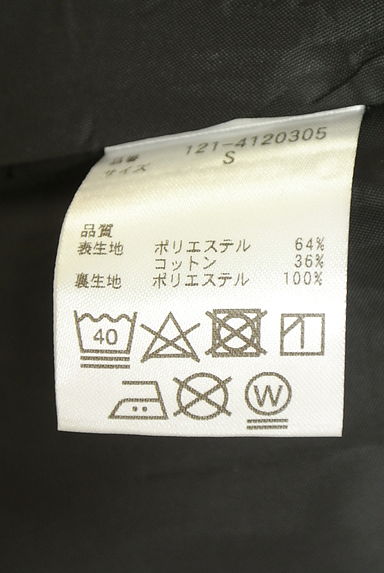 品番 121-4120305
サイズ S
品質
表生地 ポリエステル 64%
コットン 36%
裏生地 ポリエステル 100%
40
W